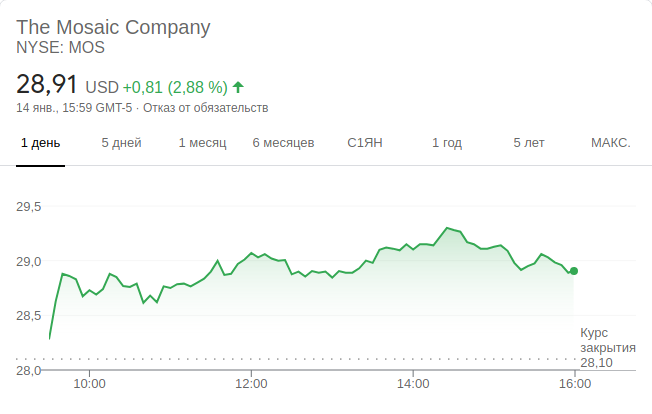 The Mosaic Company
NYSE: MOS
28,91 USD +0,81 (2,88 %)
14 янв., 15:59 GMT-5 · Отказ от обязательств
1 день 5 дней 1 месяц 6 месяцев С1ЯН 1 год 5 лет МАКС.
29,5
29,0
28,5
Курс
закрытия
28,10
28,0
10:00 12:00 14:00 16:00